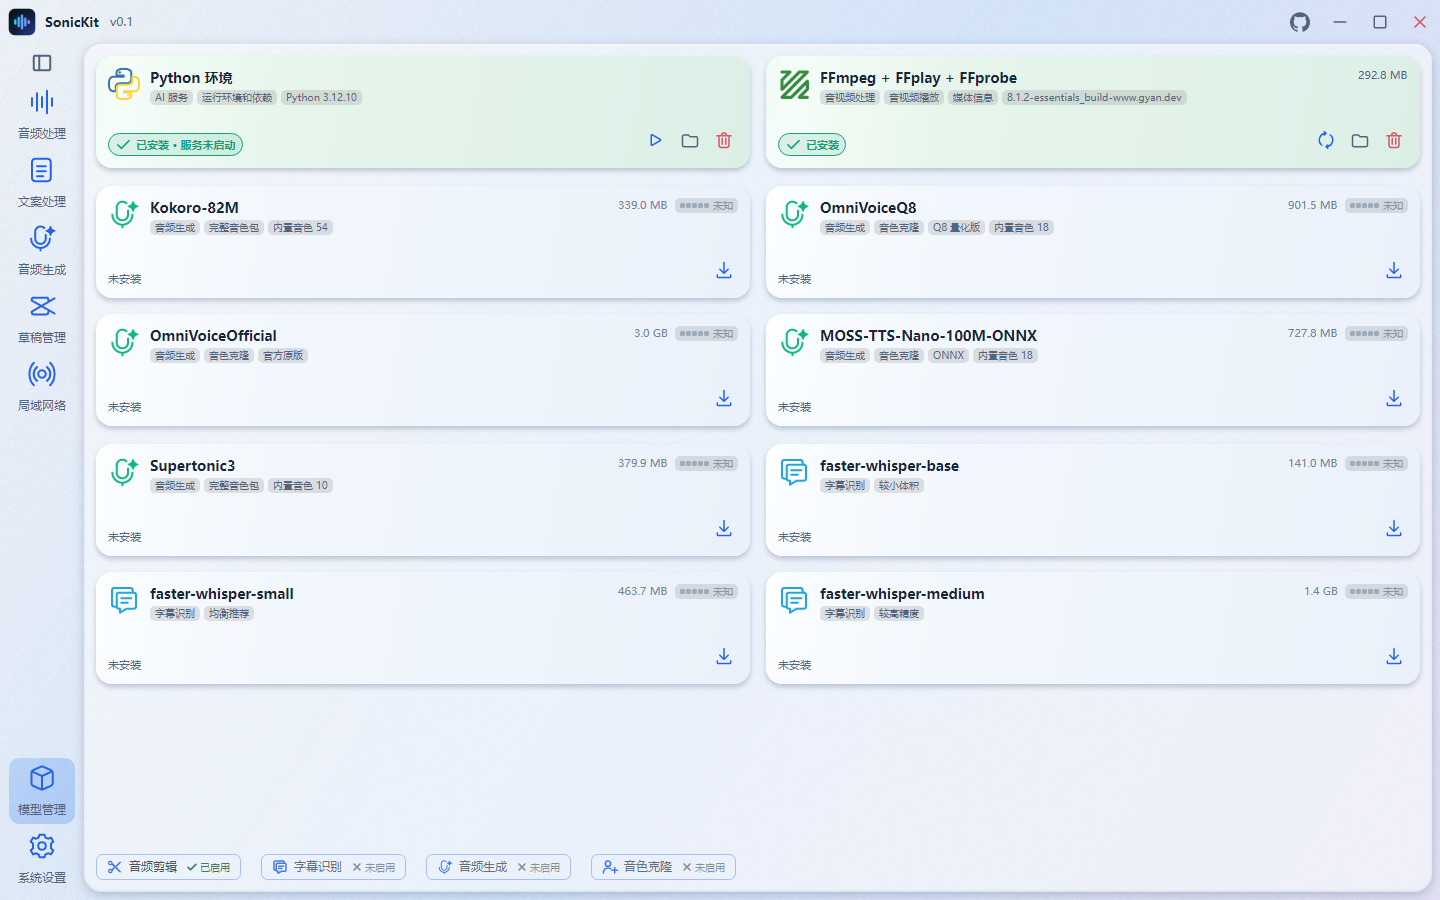 SonicKit v0.1
音频处理
文案处理
音频生成
草稿管理
局域网络
模型管理
系统设置
Python 环境
AI 服务 运行环境和依赖 Python 3.12.10
已安装 • 服务未启动
FFmpeg + FFplay + FFprobe 292.8 MB
音视频处理 音视频播放 媒体信息 8.1.2-essentials_build-www.gyan.dev
已安装
Kokoro-82M 339.0 MB 未知
音频生成 完整音色包 内置音色 54
未安装
OmniVoiceQ8 901.5 MB 未知
音频生成 音色克隆 Q8 量化版 内置音色 18
未安装
OmniVoiceOfficial 3.0 GB 未知
音频生成 音色克隆 官方原版
未安装
MOSS-TTS-Nano-100M-ONNX 727.8 MB 未知
音频生成 音色克隆 ONNX 内置音色 18
未安装
Supertonic3 379.9 MB 未知
音频生成 完整音色包 内置音色 10
未安装
faster-whisper-base 141.0 MB 未知
字幕识别 较小体积
未安装
faster-whisper-small 463.7 MB 未知
字幕识别 均衡推荐
未安装
faster-whisper-medium 1.4 GB 未知
字幕识别 较高精度
未安装
音频剪辑 已启用 字幕识别 未启用 音频生成 未启用 音色克隆 未启用